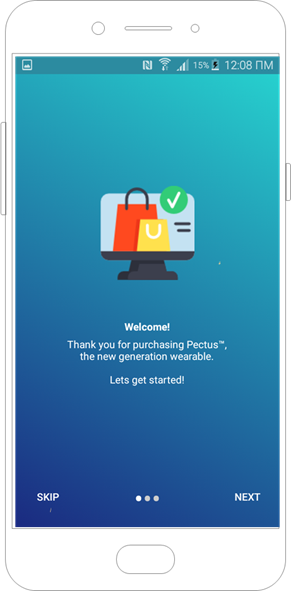 15% 12:08 ПМ
Welcome!
Thank you for purchasing Pectus™,
the new generation wearable.
Lets get started!
SKIP NEXT